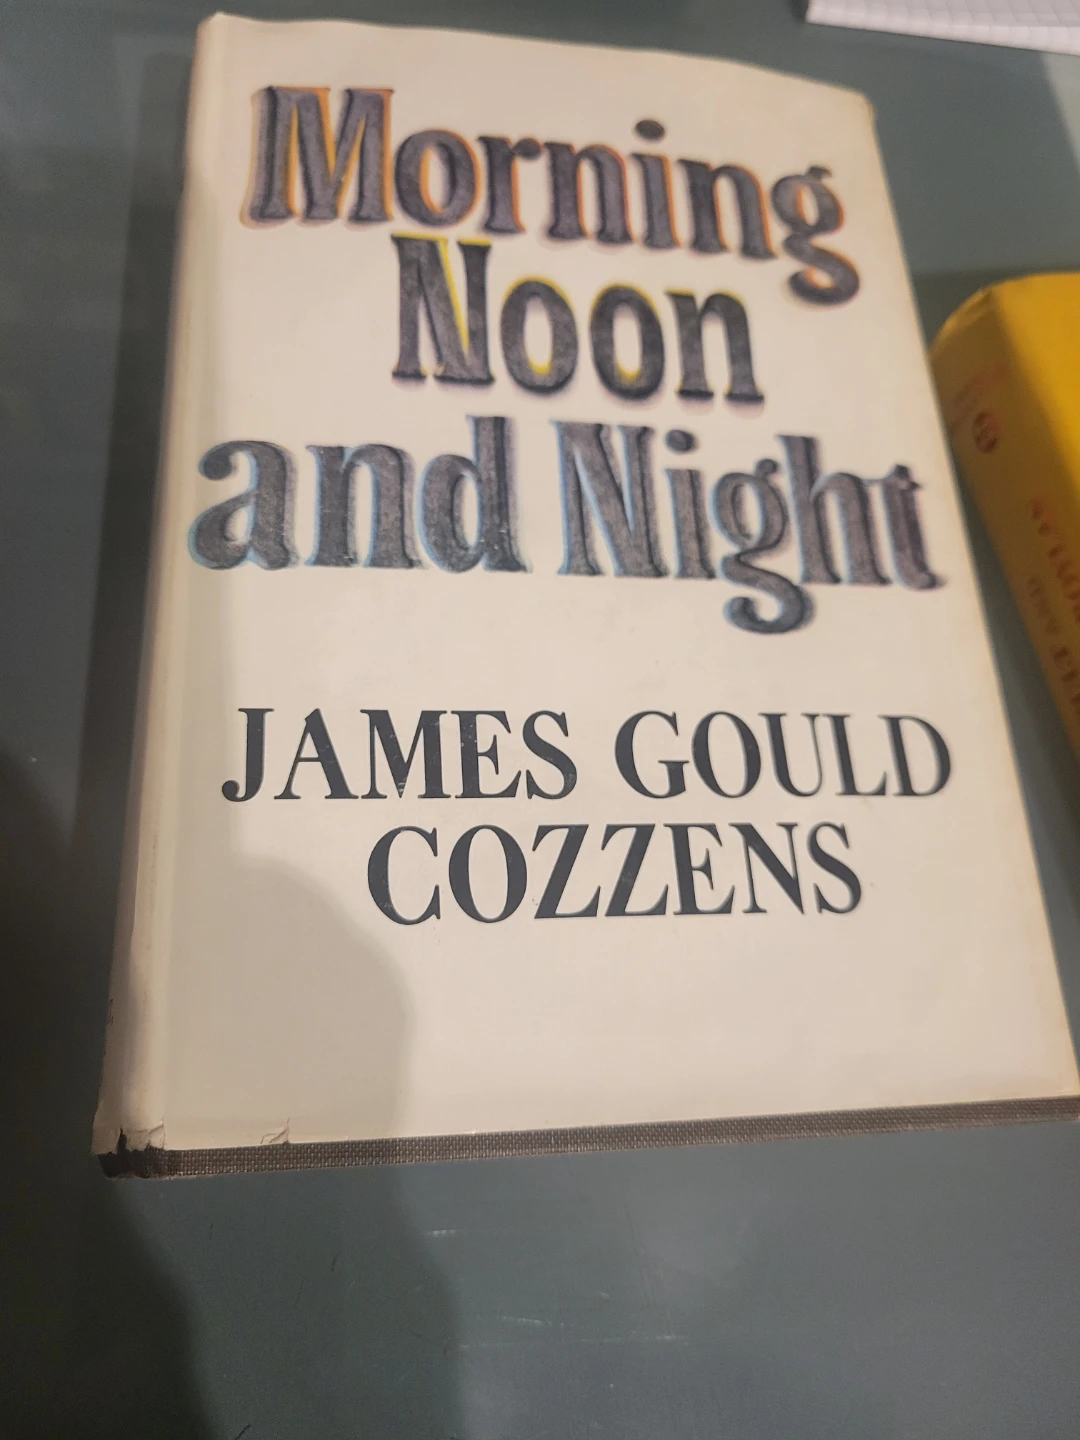 Morning
Noon
and Night
JAMES GOULD
COZZENS